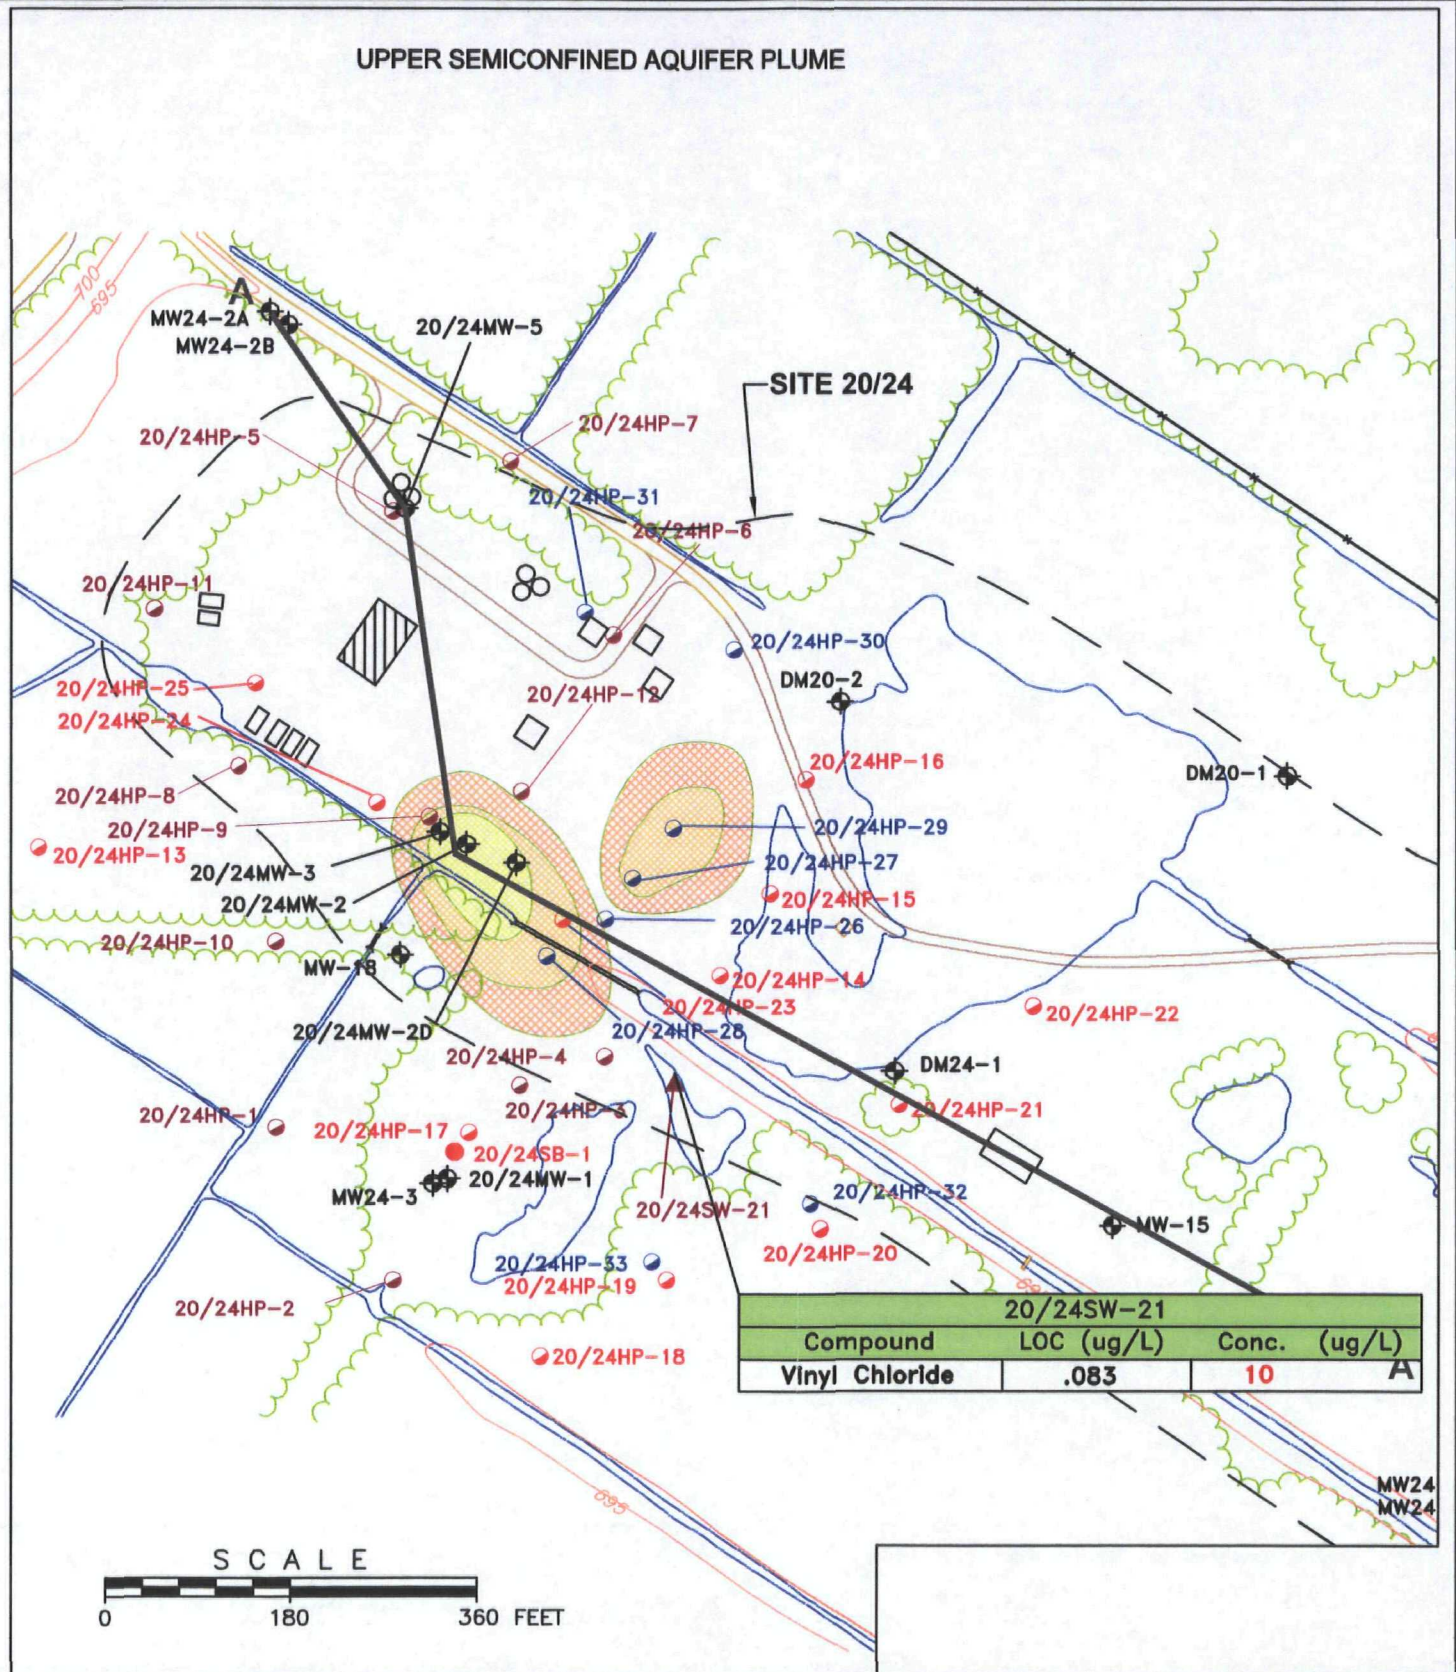 UPPER SEMICONFINED AQUIFER PLUME
700
695
A
MW24-2A
MW24-2B
20/24MW-5
SITE 20/24
20/24HP-5
20/24HP-7
20/24HP-31
20/24HP-6
20/24HP-11
20/24HP-30
DM20-2
20/24HP-25
20/24HP-12
20/24HP-24
20/24HP-16
DM20-1
20/24HP-8
20/24HP-9
20/24HP-29
20/24HP-13
20/24HP-27
20/24MW-3
20/24HP-15
20/24MW-2
20/24HP-26
20/24HP-10
MW-18
20/24HP-14
20/24HP-23
20/24HP-22
20/24MW-2D
20/24HP-28
20/24HP-4
DM24-1
20/24HP-1
20/24HP-3
20/24HP-21
20/24HP-17
20/24SB-1
20/24MW-1
MW24-3
20/24HP-32
20/24SW-21
MW-15
20/24HP-20
20/24HP-33
20/24HP-19
20/24HP-2
20/24SW-21
Compound LOC (ug/L) Conc. (ug/L)
Vinyl Chloride .083 10
A
20/24HP-18
MW24
MW24
695
SCALE
0 180 360 FEET